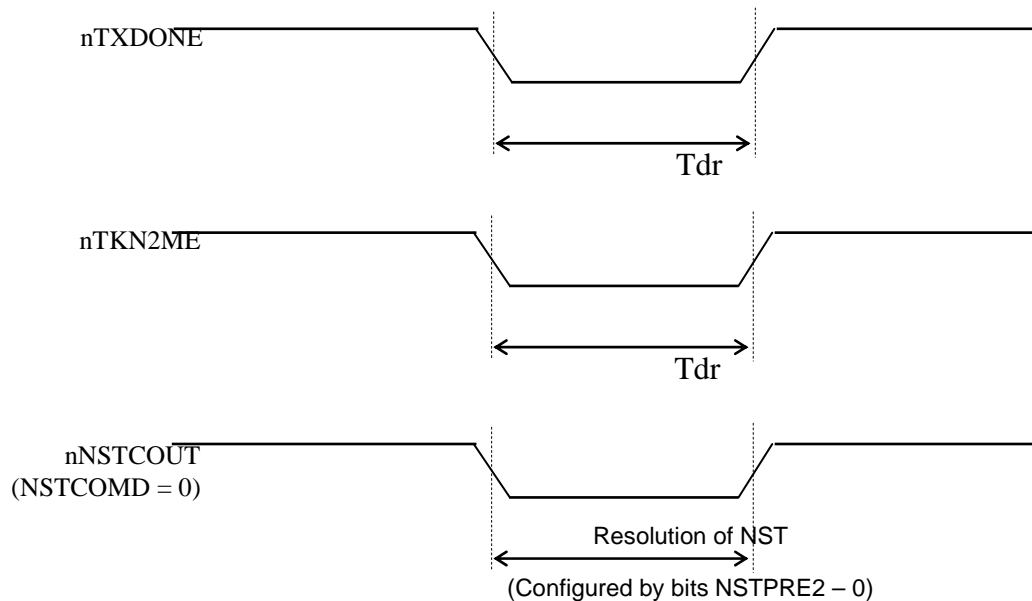 nTXDONE
Tdr
nTKN2ME
Tdr
nNSTCOUT
(NSTCOMD = 0)
Resolution of NST
(Configured by bits NSTPRE2 – 0)